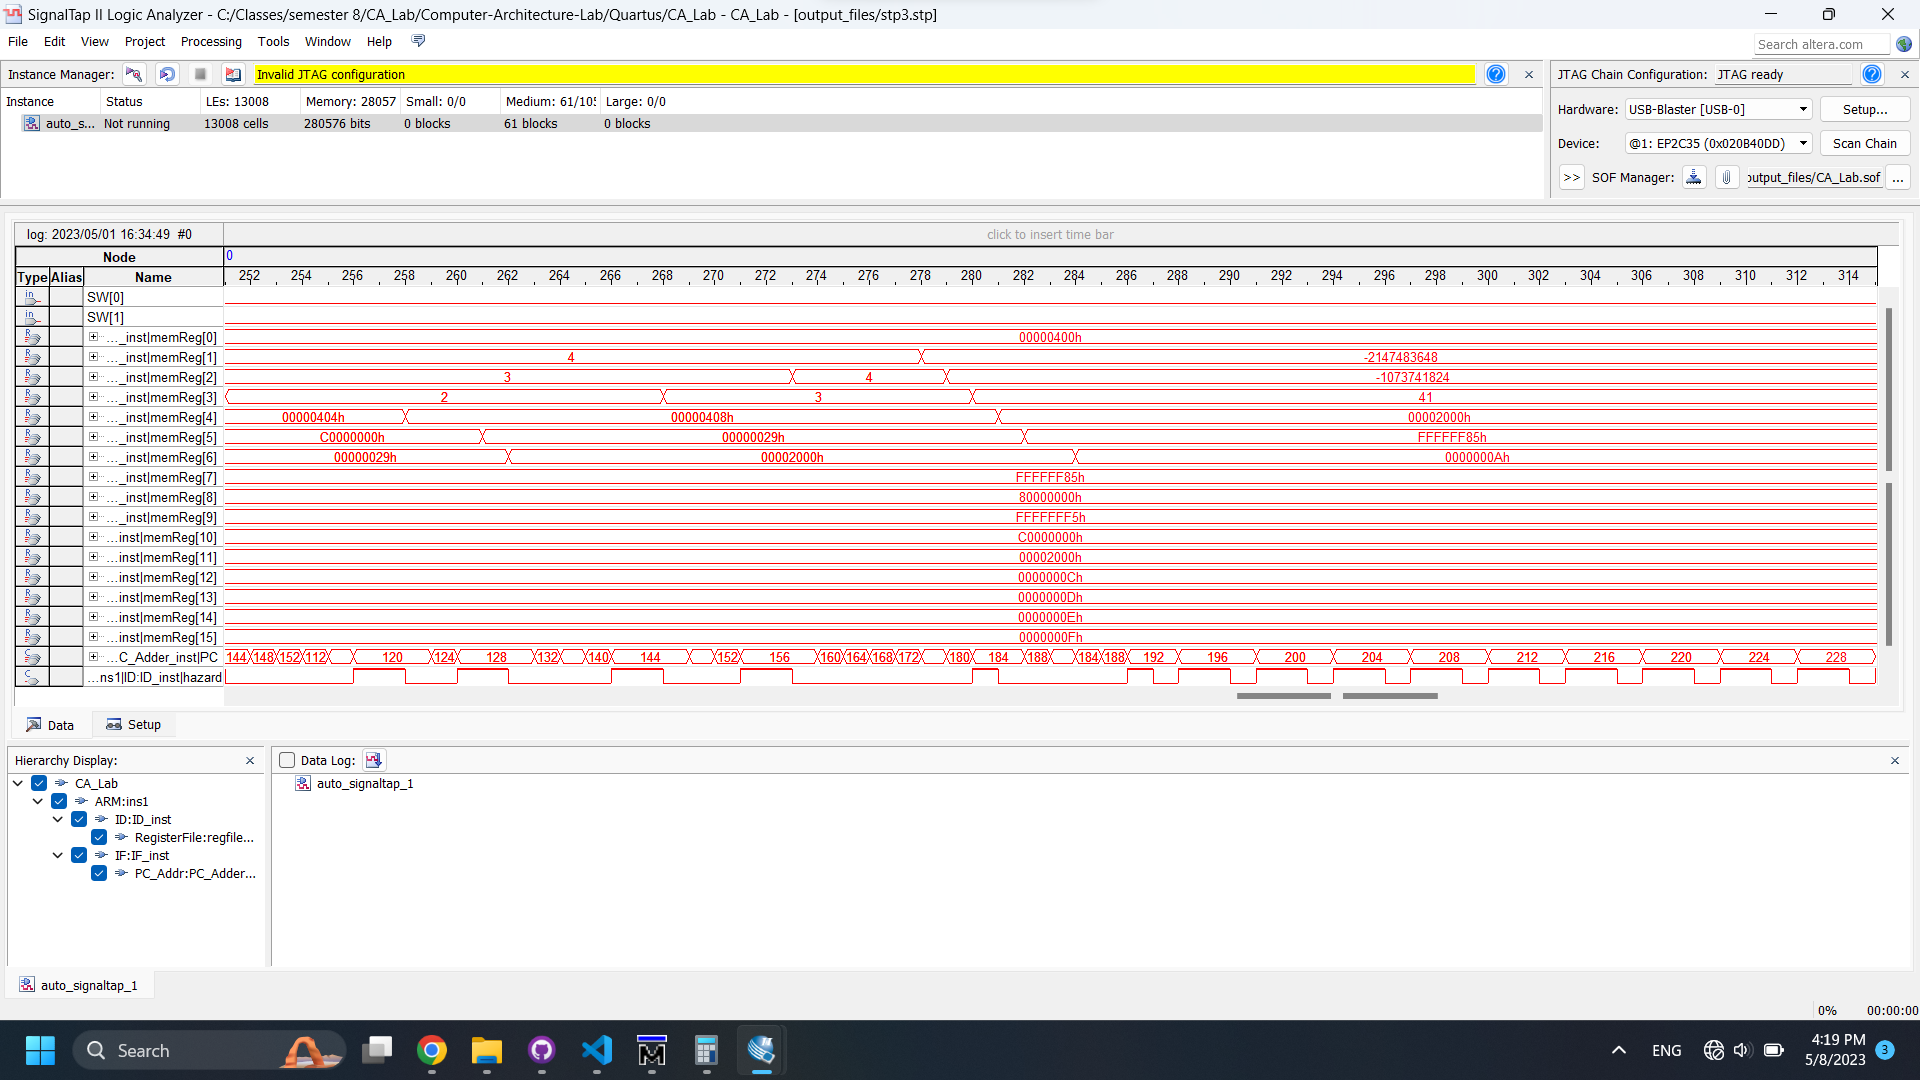 SignalTap II Logic Analyzer - C:/Classes/semester 8/CA_Lab/Computer-Architecture-Lab/Quartus/CA_Lab - CA_Lab - [output_files/stp3.stp]
File Edit View Project Processing Tools Window Help
Search altera.com
Instance Manager: Invalid JTAG configuration
JTAG Chain Configuration: JTAG ready
Instance Status LEs: 13008 Memory: 28057 Small: 0/0 Medium: 61/105 Large: 0/0
auto_s... Not running 13008 cells 280576 bits 0 blocks 61 blocks 0 blocks
Hardware: USB-Blaster [USB-0] Setup...
Device: @1: EP2C35 (0x020B40DD) Scan Chain
>> SOF Manager: output_files/CA_Lab.sof ...
log: 2023/05/01 16:34:49 #0 click to insert time bar
Node 0
Type Alias Name 252 254 256 258 260 262 264 266 268 270 272 274 276 278 280 282 284 286 288 290 292 294 296 298 300 302 304 306 308 310 312 314
SW[0]
SW[1]
..._inst|memReg[0] 00000400h
..._inst|memReg[1] 4 -2147483648
..._inst|memReg[2] 3 4 -1073741824
..._inst|memReg[3] 2 3 41
..._inst|memReg[4] 00000404h 00000408h 00002000h
..._inst|memReg[5] C0000000h 00000029h FFFFFF85h
..._inst|memReg[6] 00000029h 00002000h 0000000Ah
..._inst|memReg[7] FFFFFF85h
..._inst|memReg[8] 80000000h
..._inst|memReg[9] FFFFFFF5h
...inst|memReg[10] C0000000h
...inst|memReg[11] 00002000h
...inst|memReg[12] 0000000Ch
...inst|memReg[13] 0000000Dh
...inst|memReg[14] 0000000Eh
...inst|memReg[15] 0000000Fh
...C_Adder_inst|PC 144 148 152 112 120 124 128 132 140 144 152 156 160 164 168 172 180 184 188 184 188 192 196 200 204 208 212 216 220 224 228
...ns1|ID:ID_inst|hazard
Data Setup
Hierarchy Display:
Data Log:
CA_Lab
auto_signaltap_1
ARM:ins1
ID:ID_inst
RegisterFile:regfile...
IF:IF_inst
PC_Addr:PC_Adder...
auto_signaltap_1
0% 00:00:00
Search
ENG
4:19 PM
5/8/2023
3